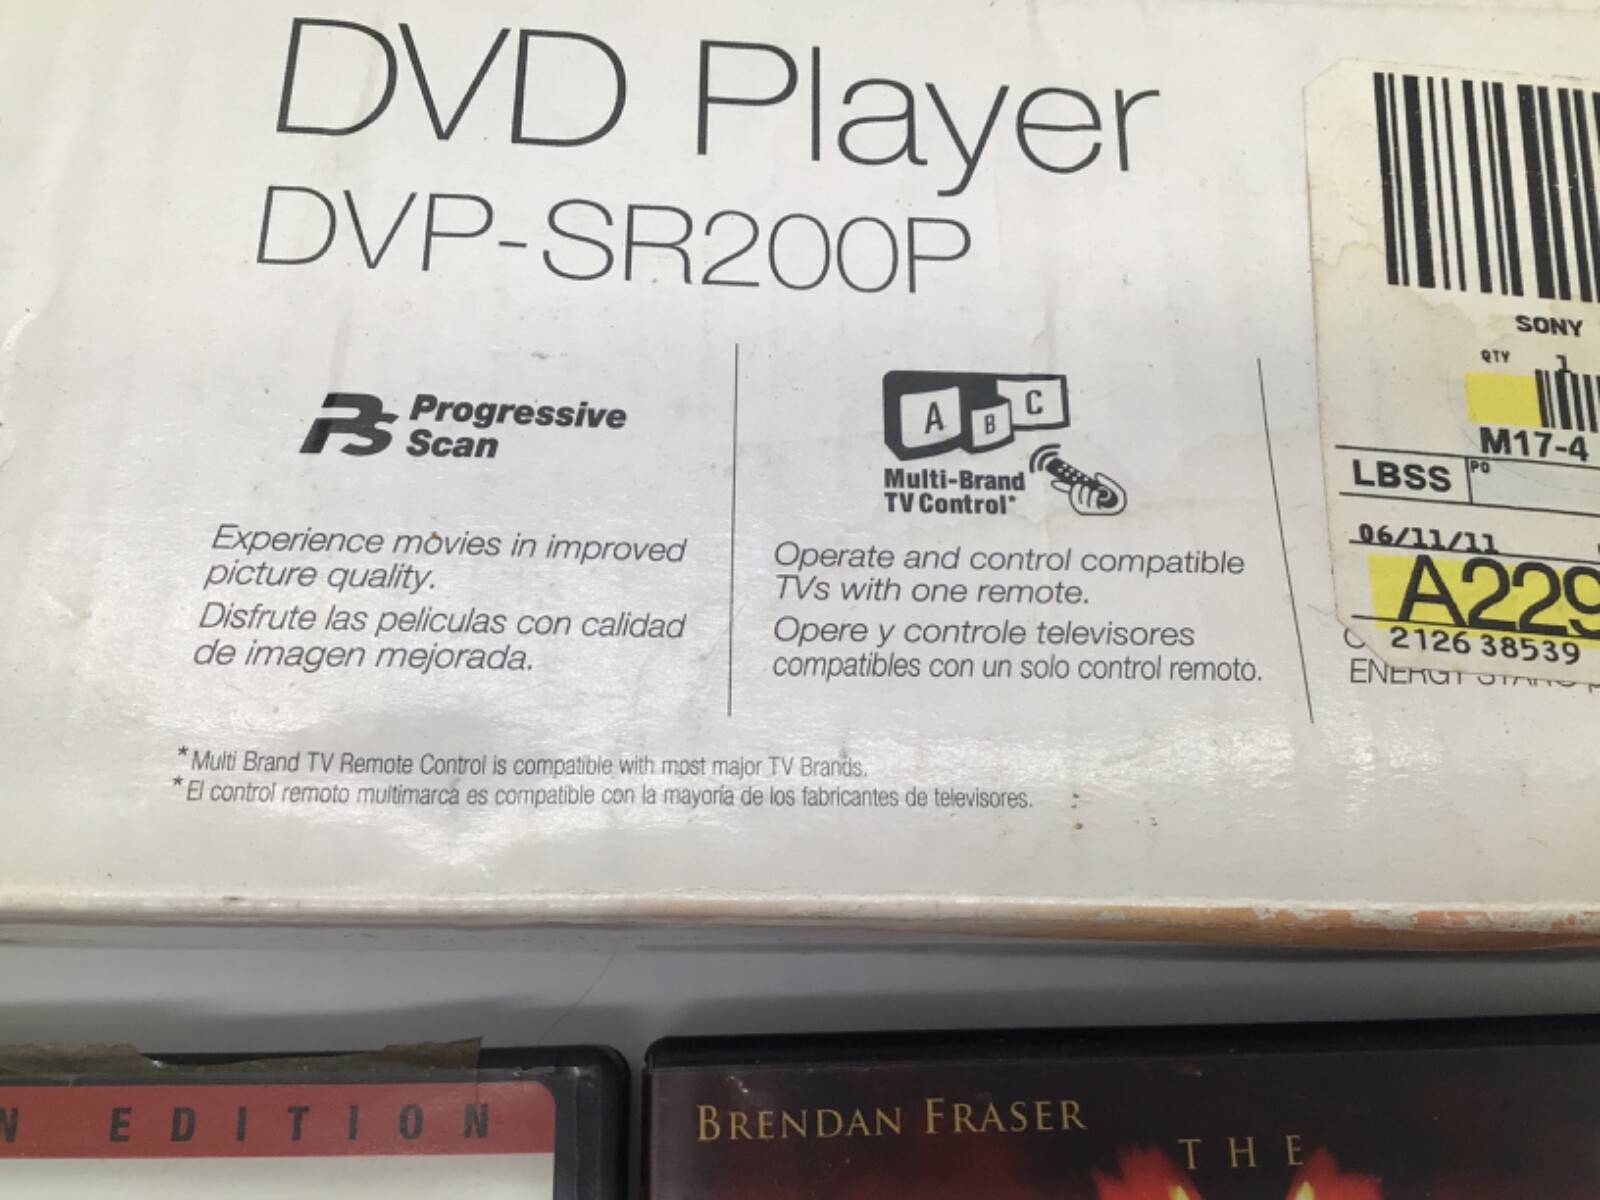 DVD Player
DVP-SR200P
PS Progressive
Scan
Experience movies in improved
picture quality.
Disfrute las peliculas con calidad
de imagen mejorada.
A B C
Multi-Brand
TV Control*
Operate and control compatible
TVs with one remote.
Opere y controle televisores
compatibles con un solo control remoto.
*Multi Brand TV Remote Control is compatible with most major TV Brands.
*El control remoto multimarca es compatible con la mayoría de los fabricantes de televisores.
SONY
QTY 1
M17-4
LBSS PO
06/11/11
A229
2126 38539
ENERGY STAR
EDITION
BRENDAN FRASER
THE